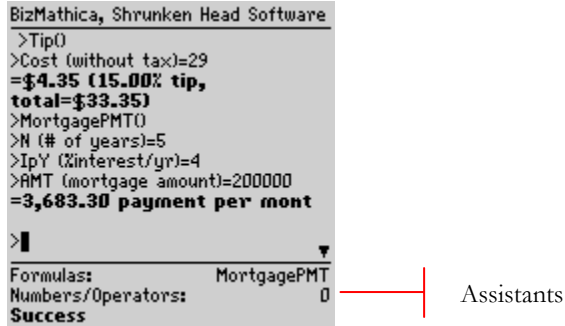 BizMathica, Shrunken Head Software
>Tip()
>Cost (without tax)=29
=$4.35 (15.00% tip,
total=$33.35)
>MortgagePMT()
>N (# of years)=5
>IpY (%interest/yr)=4
>AMT (mortgage amount)=200000
=3,683.30 payment per mont
>
Formulas: MortgagePMT
Numbers/Operators: 0
Success
Assistants